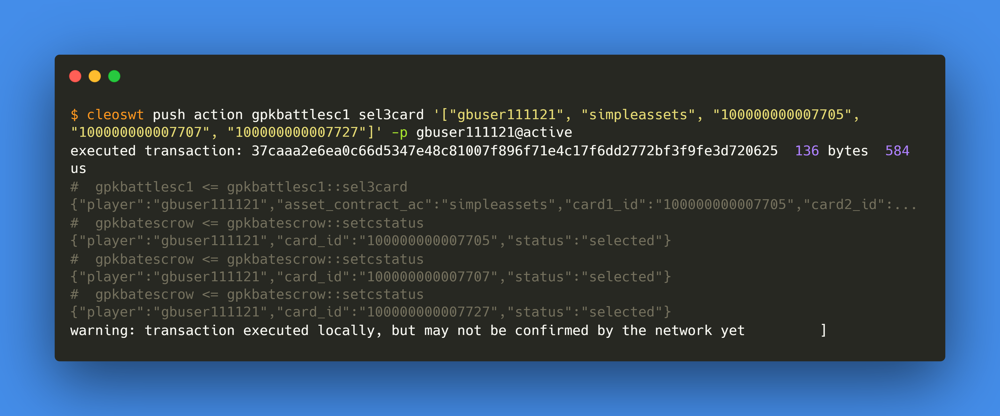 $ cleoswt push action gpkbattlesc1 sel3card '["gbuser111121", "simpleassets", "100000000007705",
"100000000007707", "100000000007727"]' -p gbuser111121@active
executed transaction: 37caaa2e6ea0c66d5347e48c81007f896f71e4c17f6dd2772bf3f9fe3d720625  136 bytes  584
us
#  gpkbattlesc1 <= gpkbattlesc1::sel3card
{"player":"gbuser111121","asset_contract_ac":"simpleassets","card1_id":"100000000007705","card2_id":...
#  gpkbatescrow <= gpkbatescrow::setcstatus
{"player":"gbuser111121","card_id":"100000000007705","status":"selected"}
#  gpkbatescrow <= gpkbatescrow::setcstatus
{"player":"gbuser111121","card_id":"100000000007707","status":"selected"}
#  gpkbatescrow <= gpkbatescrow::setcstatus
{"player":"gbuser111121","card_id":"100000000007727","status":"selected"}
warning: transaction executed locally, but may not be confirmed by the network yet         ]